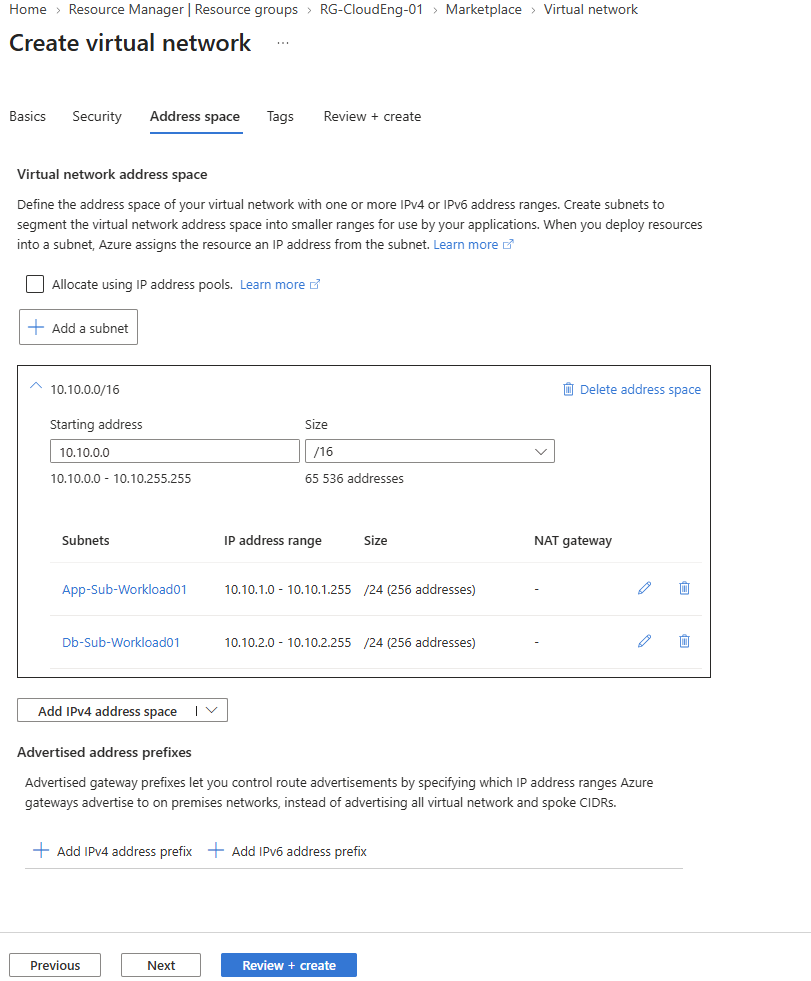 Home > Resource Manager | Resource groups > RG-CloudEng-01 > Marketplace > Virtual network
Create virtual network ...
Basics Security Address space Tags Review + create
Virtual network address space
Define the address space of your virtual network with one or more IPv4 or IPv6 address ranges. Create subnets to
segment the virtual network address space into smaller ranges for use by your applications. When you deploy resources
into a subnet, Azure assigns the resource an IP address from the subnet. Learn more
Allocate using IP address pools. Learn more
Add a subnet
10.10.0.0/16 Delete address space
Starting address Size
10.10.0.0 /16
10.10.0.0 - 10.10.255.255 65 536 addresses
Subnets IP address range Size NAT gateway
App-Sub-Workload01 10.10.1.0 - 10.10.1.255 /24 (256 addresses) -
Db-Sub-Workload01 10.10.2.0 - 10.10.2.255 /24 (256 addresses) -
Add IPv4 address space |
Advertised address prefixes
Advertised gateway prefixes let you control route advertisements by specifying which IP address ranges Azure
gateways advertise to on premises networks, instead of advertising all virtual network and spoke CIDRs.
Add IPv4 address prefix Add IPv6 address prefix
Previous Next Review + create